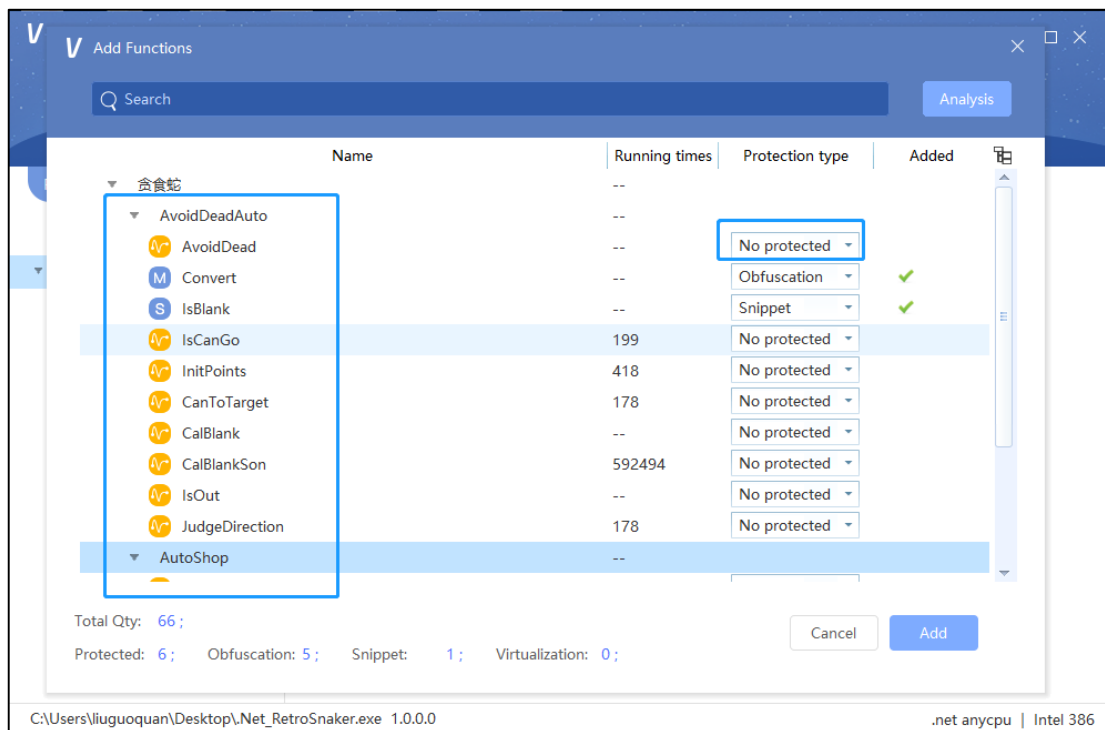 V
V Add Functions
Search
Analysis
Name Running times Protection type Added
贪食蛇 --
AvoidDeadAuto --
AvoidDead -- No protected
M Convert -- Obfuscation
S IsBlank -- Snippet
IsCanGo 199 No protected
InitPoints 418 No protected
CanToTarget 178 No protected
CalBlank -- No protected
CalBlankSon 592494 No protected
IsOut -- No protected
JudgeDirection 178 No protected
AutoShop --
Total Qty: 66 ;
Cancel Add
Protected: 6 ; Obfuscation: 5 ; Snippet: 1 ; Virtualization: 0 ;
C:\Users\liuguoquan\Desktop\.Net_RetroSnaker.exe 1.0.0.0 .net anycpu | Intel 386